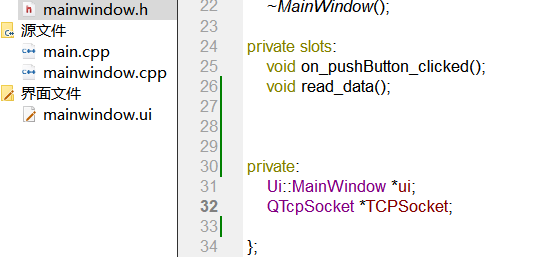 mainwindow.h
源文件
main.cpp
mainwindow.cpp
界面文件
mainwindow.ui
22 ~MainWindow();
23
24 private slots:
25 void on_pushButton_clicked();
26 void read_data();
27
28
29
30 private:
31 Ui::MainWindow *ui;
32 QTcpSocket *TCPSocket;
33
34 };